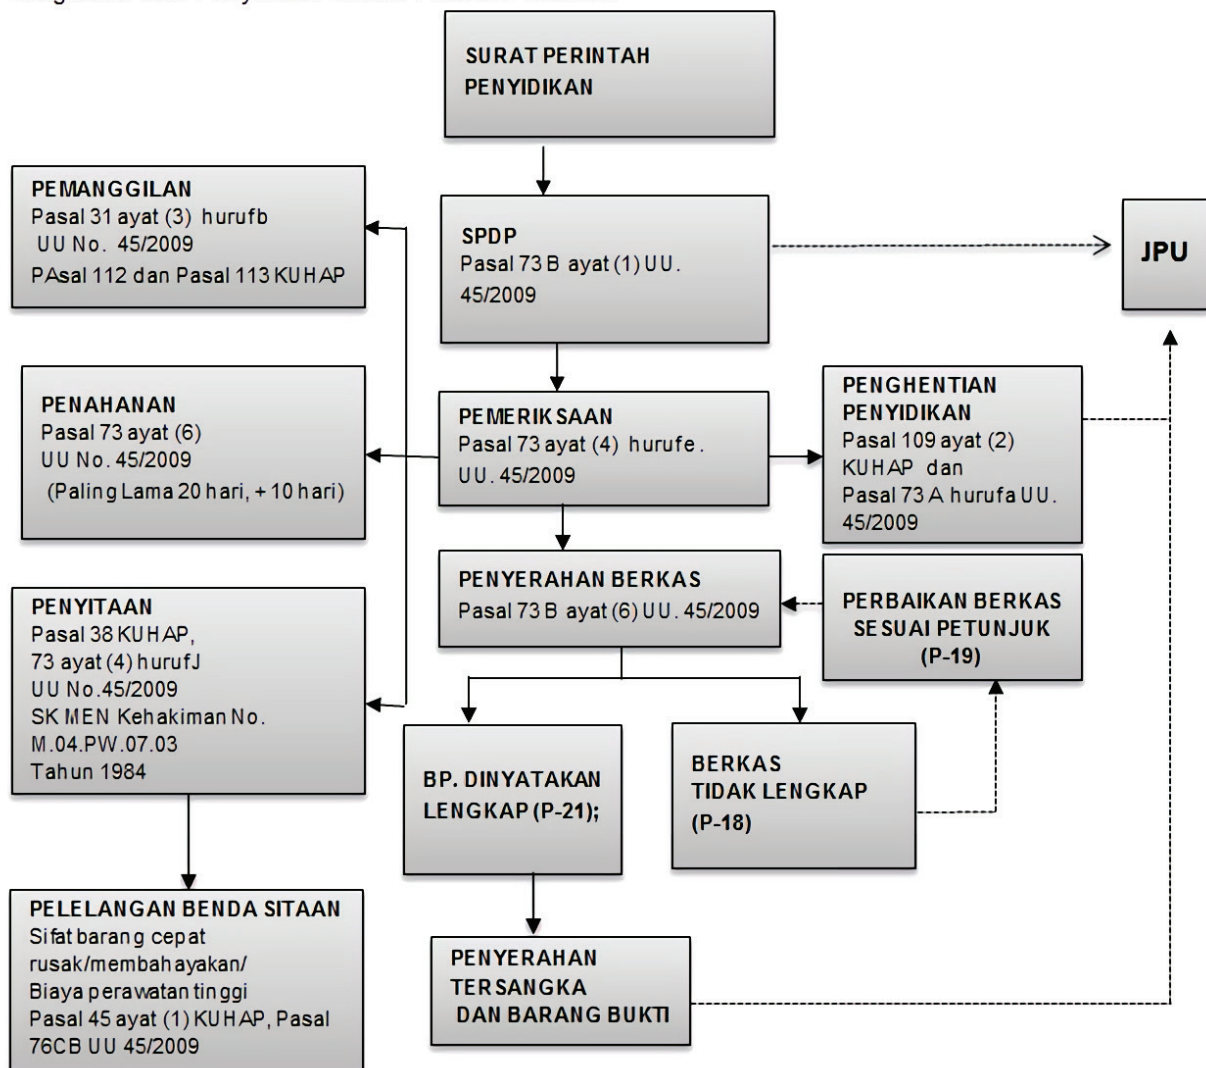 SURAT PERINTAH
PENYIDIKAN
PEMANGGILAN
Pasal 31 ayat (3) hurufb
UU No. 45/2009
PAsal 112 dan Pasal 113 KUHAP
SPDP
Pasal 73 B ayat (1) UU.
45/2009
JPU
PENAHANAN
Pasal 73 ayat (6)
UU No. 45/2009
(Paling Lama 20 hari, + 10 hari)
PEMERIKSAAN
Pasal 73 ayat (4) hurufe.
UU. 45/2009
PENGHENTIAN
PENYIDIKAN
Pasal 109 ayat (2)
KUHAP dan
Pasal 73 A hurufa UU.
45/2009
PENYERAHAN BERKAS
Pasal 73 B ayat (6) UU. 45/2009
PERBAIKAN BERKAS
SESUAI PETUNJUK
(P-19)
PENYITAAN
Pasal 38 KUHAP,
73 ayat (4) hurufJ
UU No.45/2009
SK MEN Kehakiman No.
M.04.PW.07.03
Tahun 1984
BP. DINYATAKAN
LENGKAP (P-21);
BERKAS
TIDAK LENGKAP
(P-18)
PELELANGAN BENDA SITAAN
Sifat barang cepat
rusak/membahayakan/
Biaya perawatan tinggi
Pasal 45 ayat (1) KUHAP, Pasal
76CB UU 45/2009
PENYERAHAN
TERSANGKA
DAN BARANG BUKTI